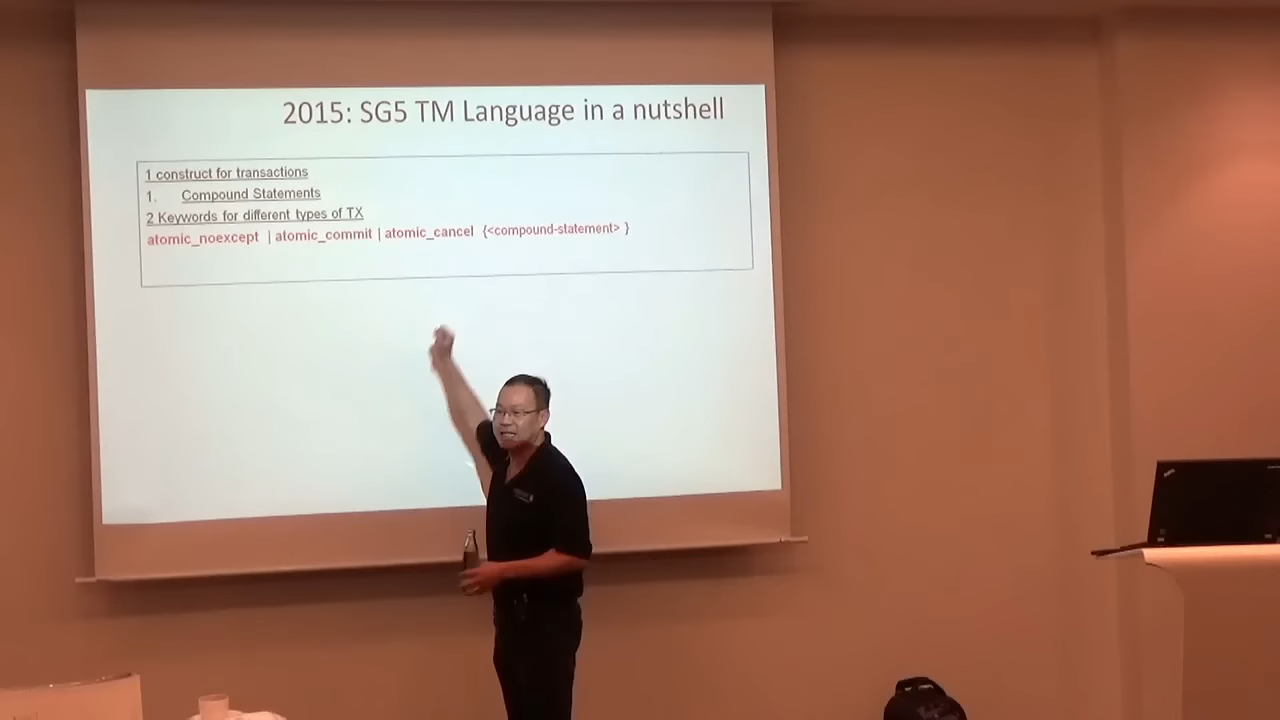 2015: SG5 TM Language in a nutshell
1 construct for transactions
1. Compound Statements
2 Keywords for different types of TX
atomic_noexcept | atomic_commit | atomic_cancel {<compound-statement> }